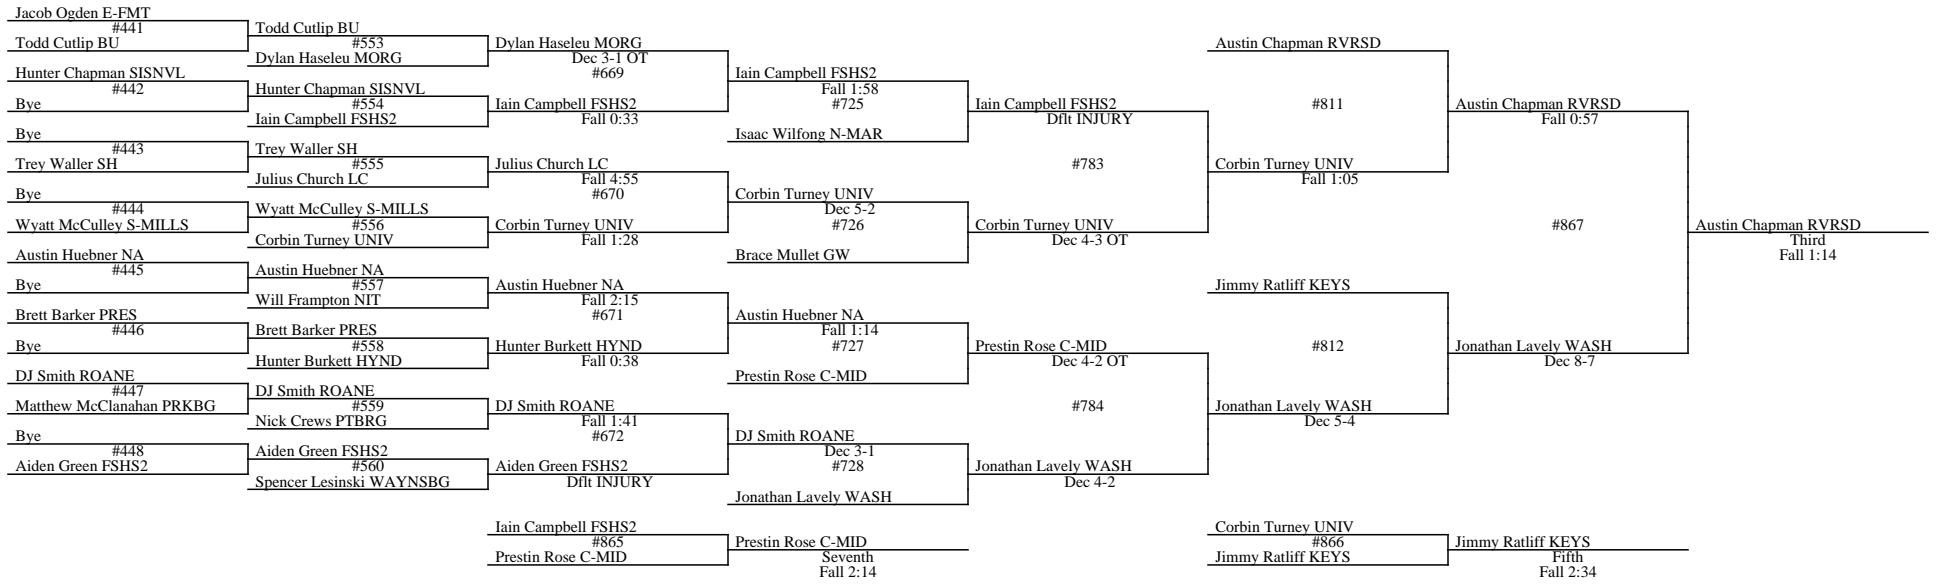 Jacob Ogden E-FMT
#441
Todd Cutlip BU
Hunter Chapman SISNVL
#442
Bye
Bye
#443
Trey Waller SH
Bye
#444
Wyatt McCulley S-MILLS
Austin Huebner NA
#445
Bye
Brett Barker PRES
#446
Bye
DJ Smith ROANE
#447
Matthew McClanahan PRKBG
Bye
#448
Aiden Green FSHS2
Todd Cutlip BU
#553
Dylan Haseleu MORG
Hunter Chapman SISNVL
#554
Iain Campbell FSHS2
Trey Waller SH
#555
Julius Church LC
Wyatt McCulley S-MILLS
#556
Corbin Turney UNIV
Austin Huebner NA
#557
Will Frampton NIT
Brett Barker PRES
#558
Hunter Burkett HYND
DJ Smith ROANE
#559
Nick Crews PTBRG
Aiden Green FSHS2
#560
Spencer Lesinski WAYNSBG
Dylan Haseleu MORG
Dec 3-1 OT
#669
Iain Campbell FSHS2
Fall 0:33
Julius Church LC
Fall 4:55
#670
Corbin Turney UNIV
Fall 1:28
Austin Huebner NA
Fall 2:15
#671
Hunter Burkett HYND
Fall 0:38
DJ Smith ROANE
Fall 1:41
#672
Aiden Green FSHS2
Dflt INJURY
Iain Campbell FSHS2
#865
Prestin Rose C-MID
Iain Campbell FSHS2
Fall 1:58
#725
Isaac Wilfong N-MAR
Corbin Turney UNIV
Dec 5-2
#726
Brace Mullet GW
Austin Huebner NA
Fall 1:14
#727
Prestin Rose C-MID
DJ Smith ROANE
Dec 3-1
#728
Jonathan Lavely WASH
Prestin Rose C-MID
Seventh
Fall 2:14
Iain Campbell FSHS2
Dflt INJURY
#783
Corbin Turney UNIV
Dec 4-3 OT
Prestin Rose C-MID
Dec 4-2 OT
#784
Jonathan Lavely WASH
Dec 4-2
Austin Chapman RVRSD
#811
Corbin Turney UNIV
Fall 1:05
Jimmy Ratliff KEYS
#812
Jonathan Lavely WASH
Dec 5-4
Corbin Turney UNIV
#866
Jimmy Ratliff KEYS
Austin Chapman RVRSD
Fall 0:57
#867
Jonathan Lavely WASH
Dec 8-7
Jimmy Ratliff KEYS
Fifth
Fall 2:34
Austin Chapman RVRSD
Third
Fall 1:14